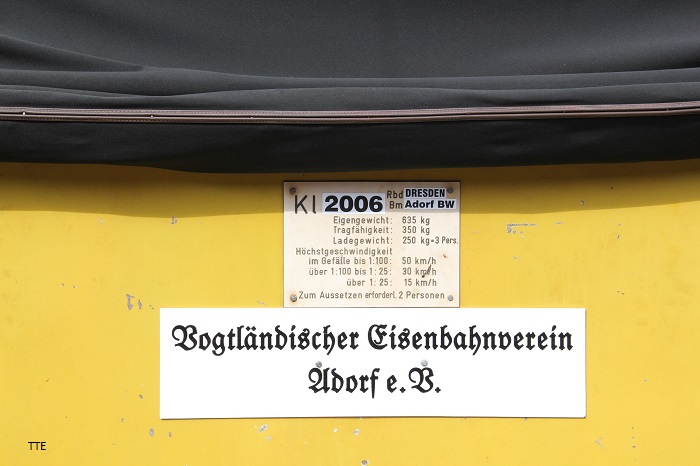 Kl 2006 Rbd DRESDEN
Bm Adorf BW
Eigengewicht: 635 kg
Tragfähigkeit: 350 kg
Ladegewicht: 250 kg=3 Pers.
Höchstgeschwindigkeit
im Gefälle bis 1:100: 50 km/h
über 1:100 bis 1:25: 30 km/h
über 1:25: 15 km/h
Zum Aussetzen erforderl. 2 Personen
Vogtländischer Eisenbahnverein
Adorf e.V.
TTE